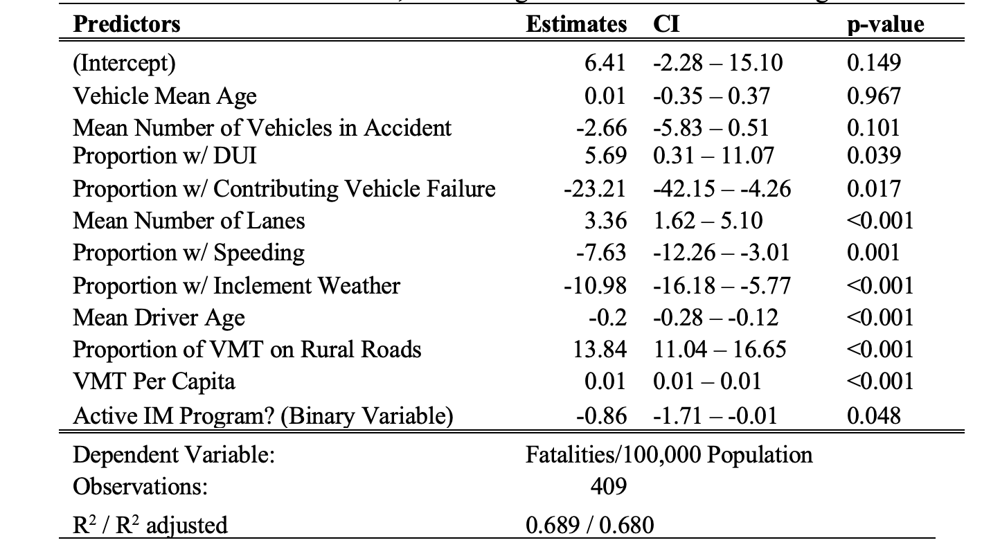 Predictors Estimates CI p-value
(Intercept) 6.41 -2.28 – 15.10 0.149
Vehicle Mean Age 0.01 -0.35 – 0.37 0.967
Mean Number of Vehicles in Accident -2.66 -5.83 – 0.51 0.101
Proportion w/ DUI 5.69 0.31 – 11.07 0.039
Proportion w/ Contributing Vehicle Failure -23.21 -42.15 – -4.26 0.017
Mean Number of Lanes 3.36 1.62 – 5.10 <0.001
Proportion w/ Speeding -7.63 -12.26 – -3.01 0.001
Proportion w/ Inclement Weather -10.98 -16.18 – -5.77 <0.001
Mean Driver Age -0.2 -0.28 – -0.12 <0.001
Proportion of VMT on Rural Roads 13.84 11.04 – 16.65 <0.001
VMT Per Capita 0.01 0.01 – 0.01 <0.001
Active IM Program? (Binary Variable) -0.86 -1.71 – -0.01 0.048
Dependent Variable: Fatalities/100,000 Population
Observations: 409
R² / R² adjusted 0.689 / 0.680